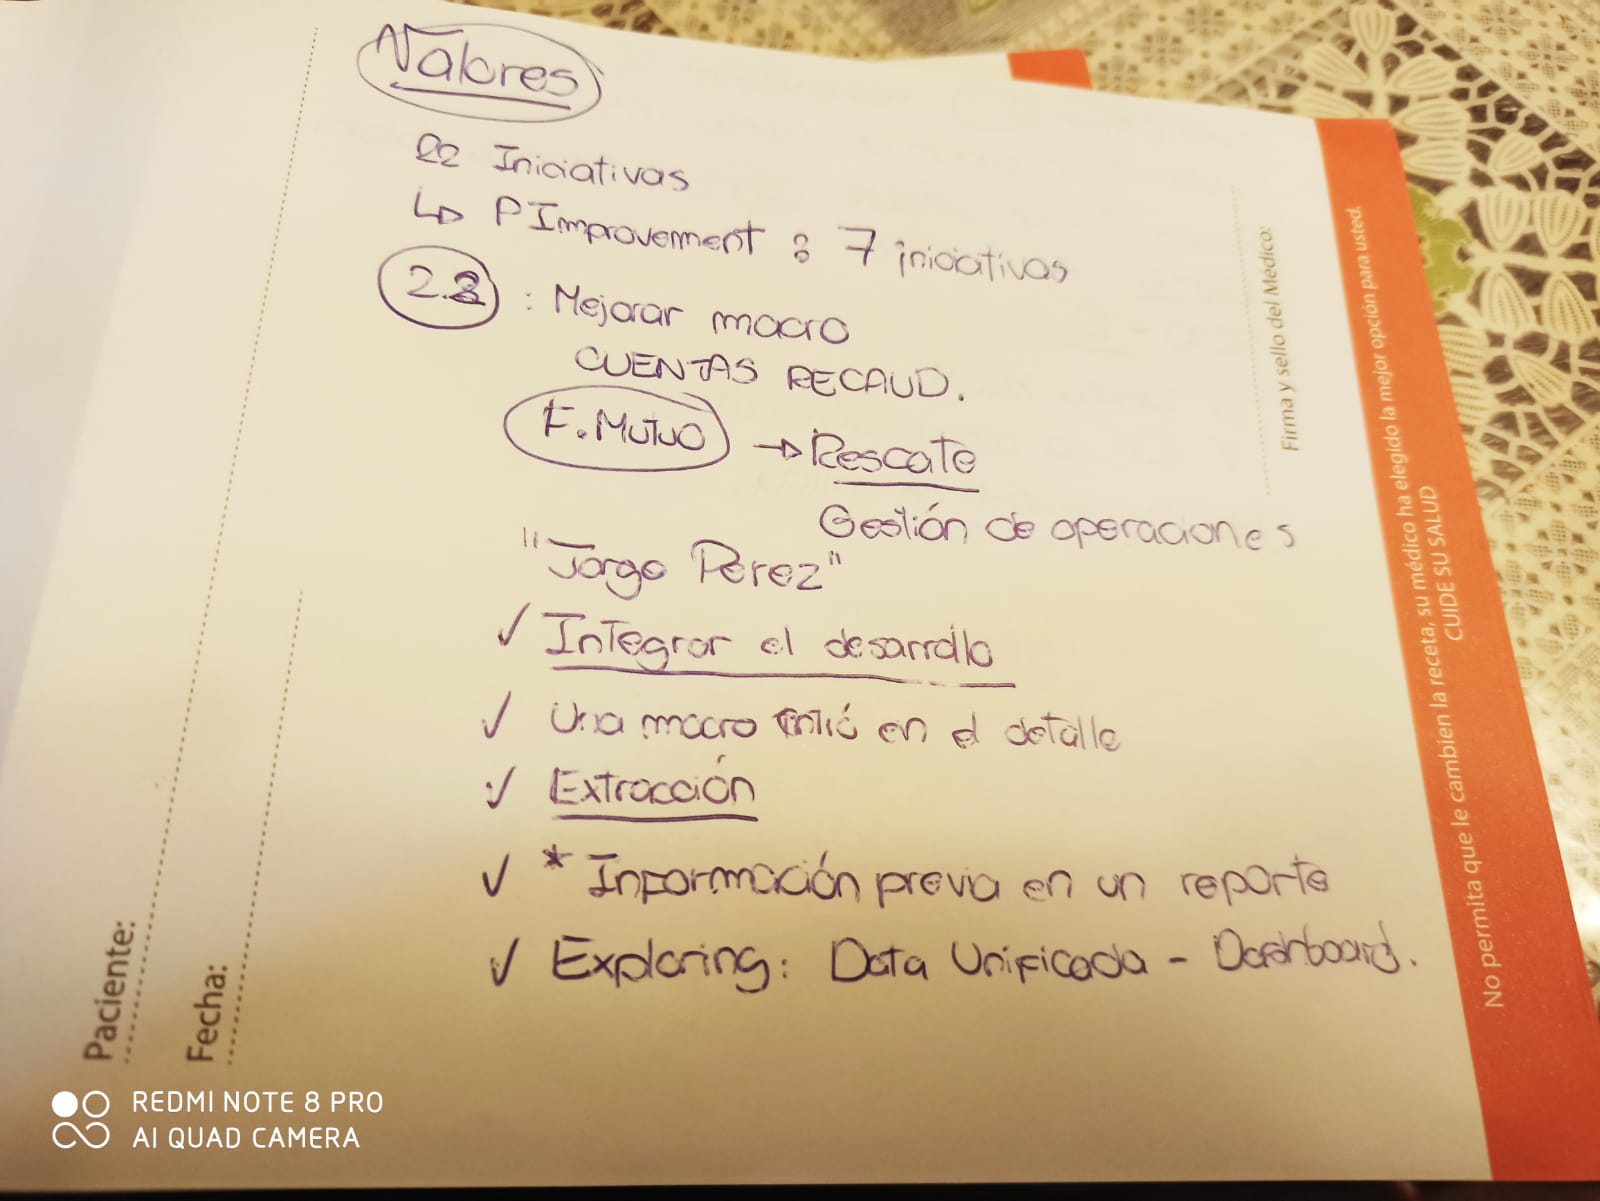 Valores
22 Iniciativas
↳ PImprovement : 7 iniciativas
2.2 : Mejorar macro
CUENTAS RECAUD.
F. MUTUO → Rescate
Gestión de operaciones
"Jorge Perez"
✓ Integrar el desarrollo
✓ Una macro en el detalle
✓ Extracción
✓ * Información previa en un reporte
✓ Exploring: Data Unificada - Dashboard.
Paciente:
Fecha:
Firma y sello del Médico:
No permita que le cambien la receta, su médico ha elegido la mejor opción para usted.
CUIDE SU SALUD
REDMI NOTE 8 PRO
AI QUAD CAMERA